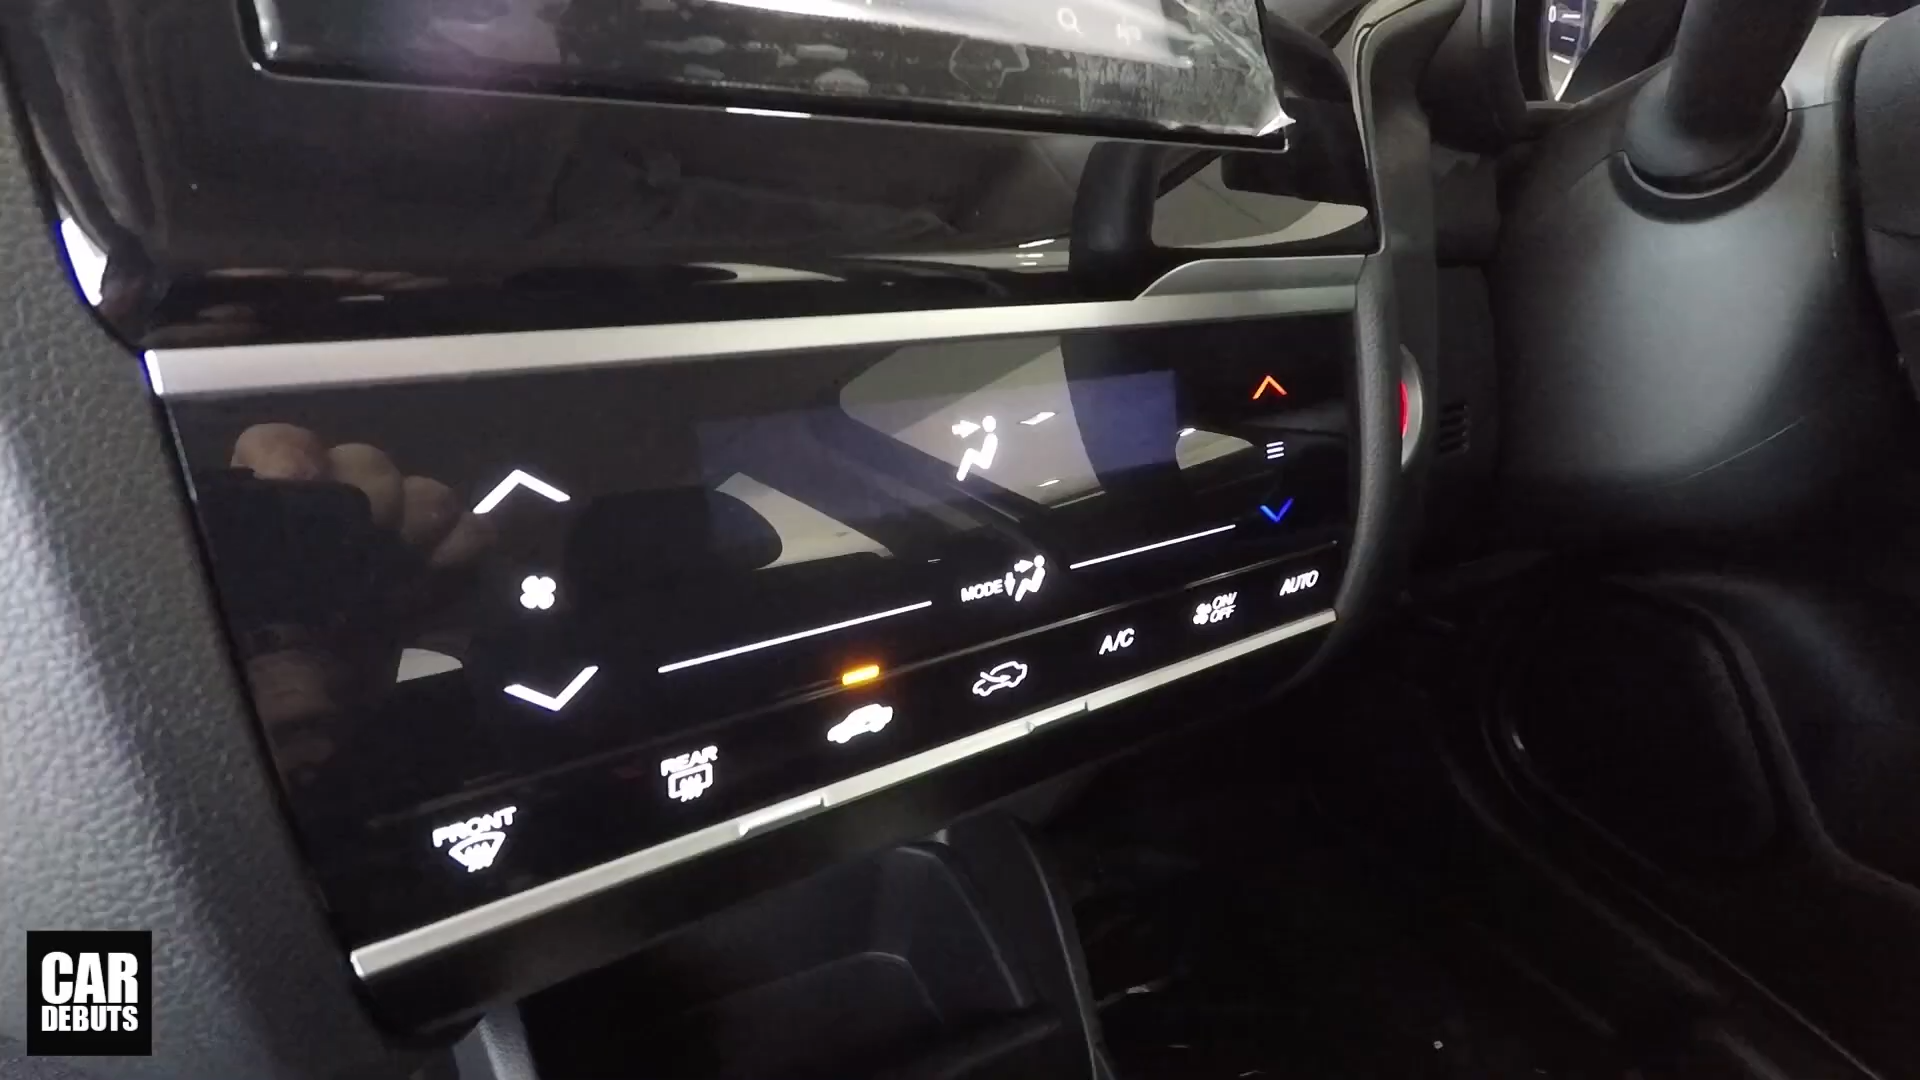 MODE
AUTO
ON/
OFF
A/C
REAR
FRONT
CAR
DEBUTS